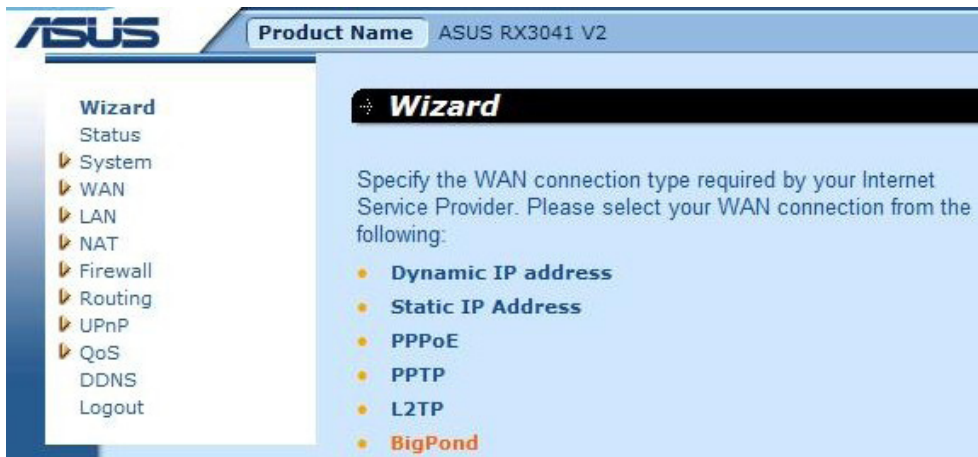 ASUS
Product Name ASUS RX3041 V2
Wizard
Status
System
WAN
LAN
NAT
Firewall
Routing
UPnP
QoS
DDNS
Logout
Wizard
Specify the WAN connection type required by your Internet
Service Provider. Please select your WAN connection from the
following:
Dynamic IP address
Static IP Address
PPPoE
PPTP
L2TP
BigPond